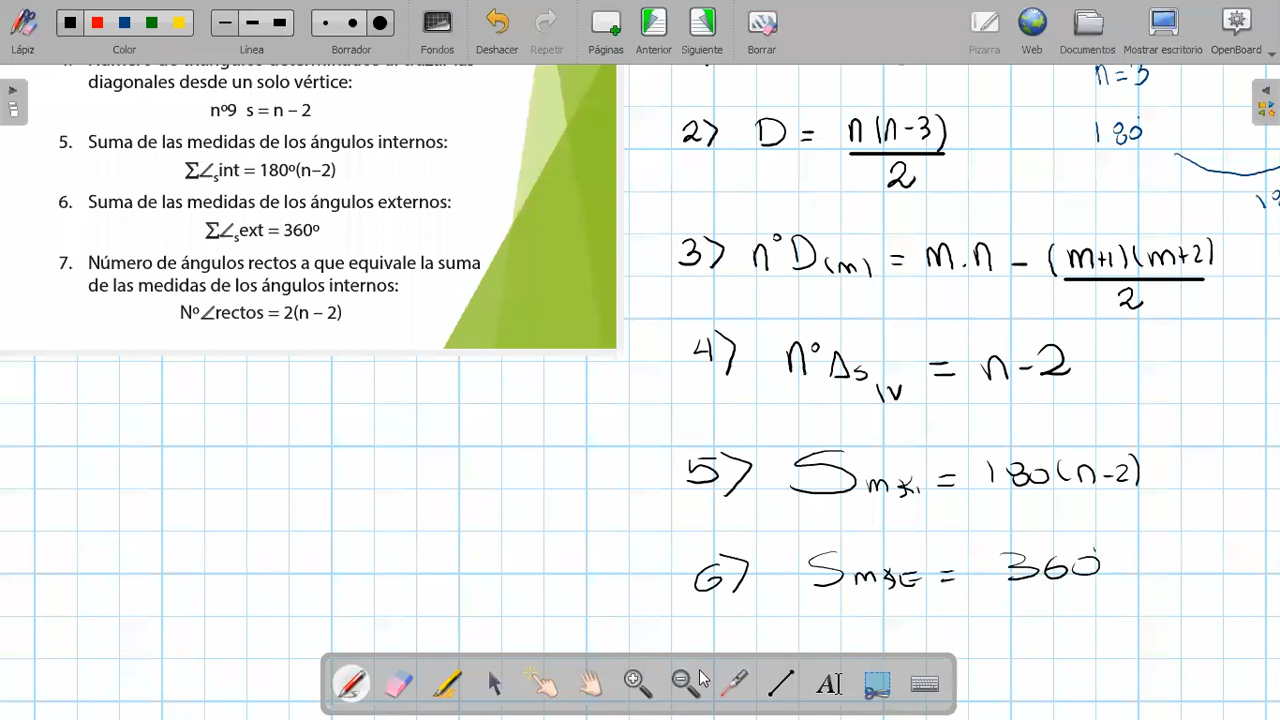 Lápiz
Color
Línea
Borrador
Fondos
Deshacer
Repetir
Páginas
Anterior
Siguiente
Borrar
Pizarra
Web
Documentos
Mostrar escritorio
OpenBoard
diagonales desde un solo vértice:
nº9 s = n – 2
5. Suma de las medidas de los ángulos internos:
∑∠sint = 180º(n–2)
6. Suma de las medidas de los ángulos externos:
∑∠sext = 360º
7. Número de ángulos rectos a que equivale la suma
de las medidas de los ángulos internos:
Nº∠rectos = 2(n – 2)
2> D = n(n-3)
2
3> n°D(m) = m.n - (m+1)(m+2)
2
4> n°Δs 1V = n-2
5> Sm∡i = 180(n-2)
6> Sm∡E = 360°
180
AI